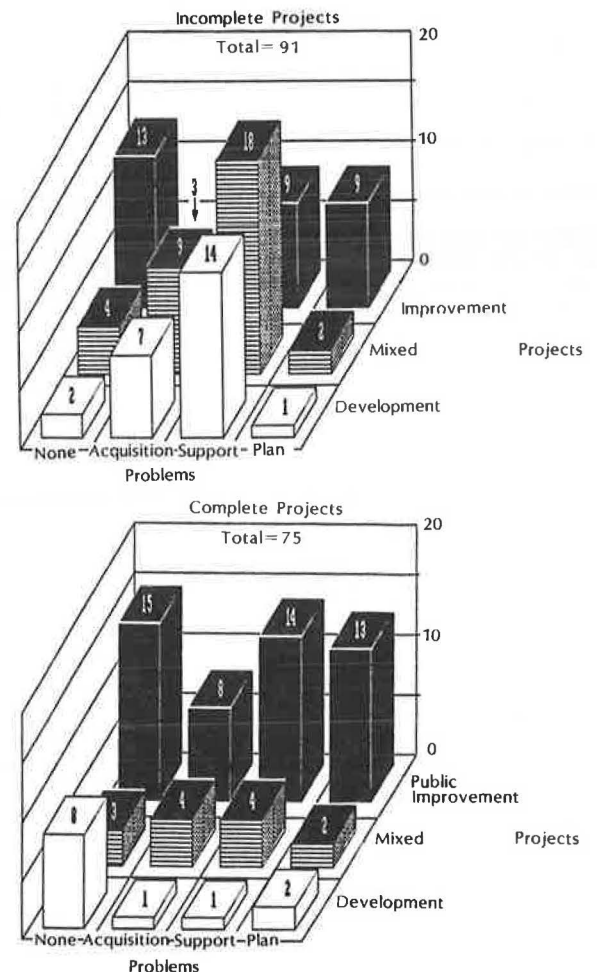 Incomplete Projects
Total= 91
20
10
0
13
3
18
9
9
9
14
4
7
2
2
1
Improvement
Mixed Projects
Development
None-Acquisition-Support-Plan
Problems
Complete Projects
Total=75
20
10
0
15
14
13
8
8
3
4
4
2
1
1
2
Public
Improvement
Mixed Projects
Development
None-Acquisition-Support-Plan
Problems